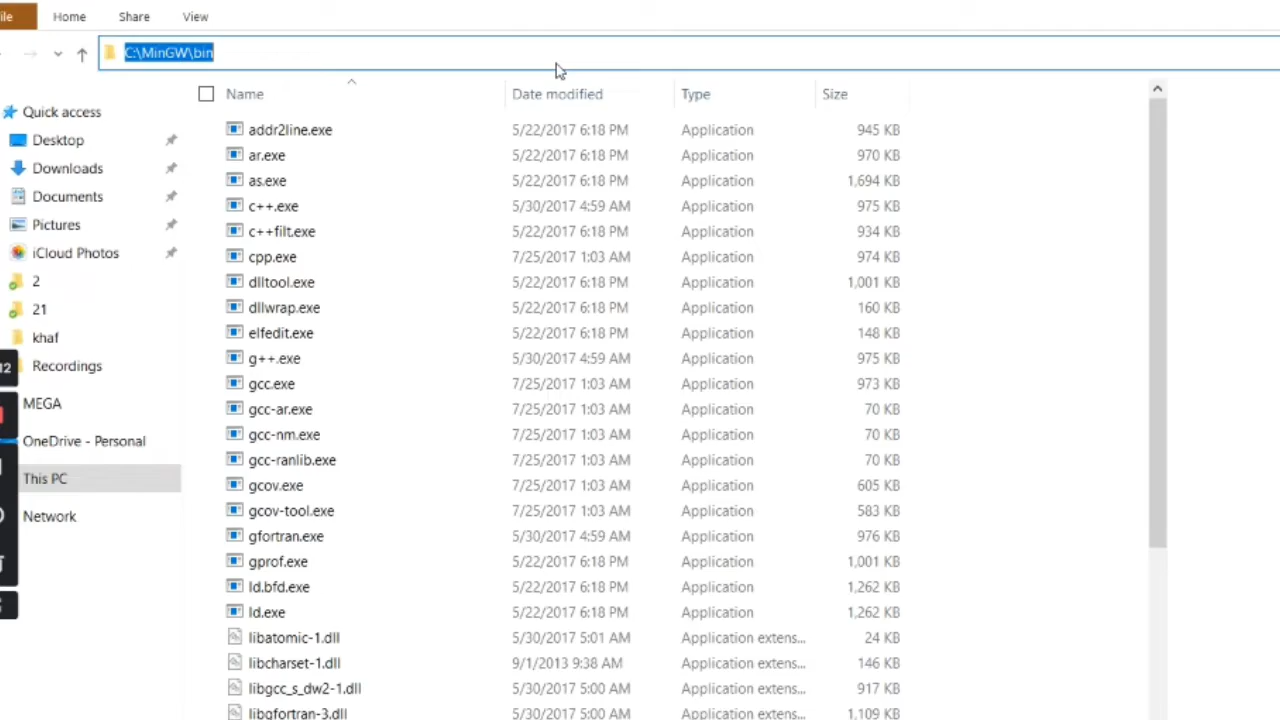 ile Home Share View
C:\MinGW\bin
Name Date modified Type Size
Quick access
Desktop
Downloads
Documents
Pictures
iCloud Photos
2
21
khaf
Recordings
MEGA
OneDrive - Personal
This PC
Network
12
addr2line.exe 5/22/2017 6:18 PM Application 945 KB
ar.exe 5/22/2017 6:18 PM Application 970 KB
as.exe 5/22/2017 6:18 PM Application 1,694 KB
c++.exe 5/30/2017 4:59 AM Application 975 KB
c++filt.exe 5/22/2017 6:18 PM Application 934 KB
cpp.exe 7/25/2017 1:03 AM Application 974 KB
dlltool.exe 5/22/2017 6:18 PM Application 1,001 KB
dllwrap.exe 5/22/2017 6:18 PM Application 160 KB
elfedit.exe 5/22/2017 6:18 PM Application 148 KB
g++.exe 5/30/2017 4:59 AM Application 975 KB
gcc.exe 7/25/2017 1:03 AM Application 973 KB
gcc-ar.exe 7/25/2017 1:03 AM Application 70 KB
gcc-nm.exe 7/25/2017 1:03 AM Application 70 KB
gcc-ranlib.exe 7/25/2017 1:03 AM Application 70 KB
gcov.exe 7/25/2017 1:03 AM Application 605 KB
gcov-tool.exe 7/25/2017 1:03 AM Application 583 KB
gfortran.exe 5/30/2017 4:59 AM Application 976 KB
gprof.exe 5/22/2017 6:18 PM Application 1,001 KB
ld.bfd.exe 5/22/2017 6:18 PM Application 1,262 KB
ld.exe 5/22/2017 6:18 PM Application 1,262 KB
libatomic-1.dll 5/30/2017 5:01 AM Application extens... 24 KB
libcharset-1.dll 9/1/2013 9:38 AM Application extens... 146 KB
libgcc_s_dw2-1.dll 5/30/2017 5:00 AM Application extens... 917 KB
libgfortran-3.dll 5/30/2017 5:00 AM Application extens... 1,109 KB